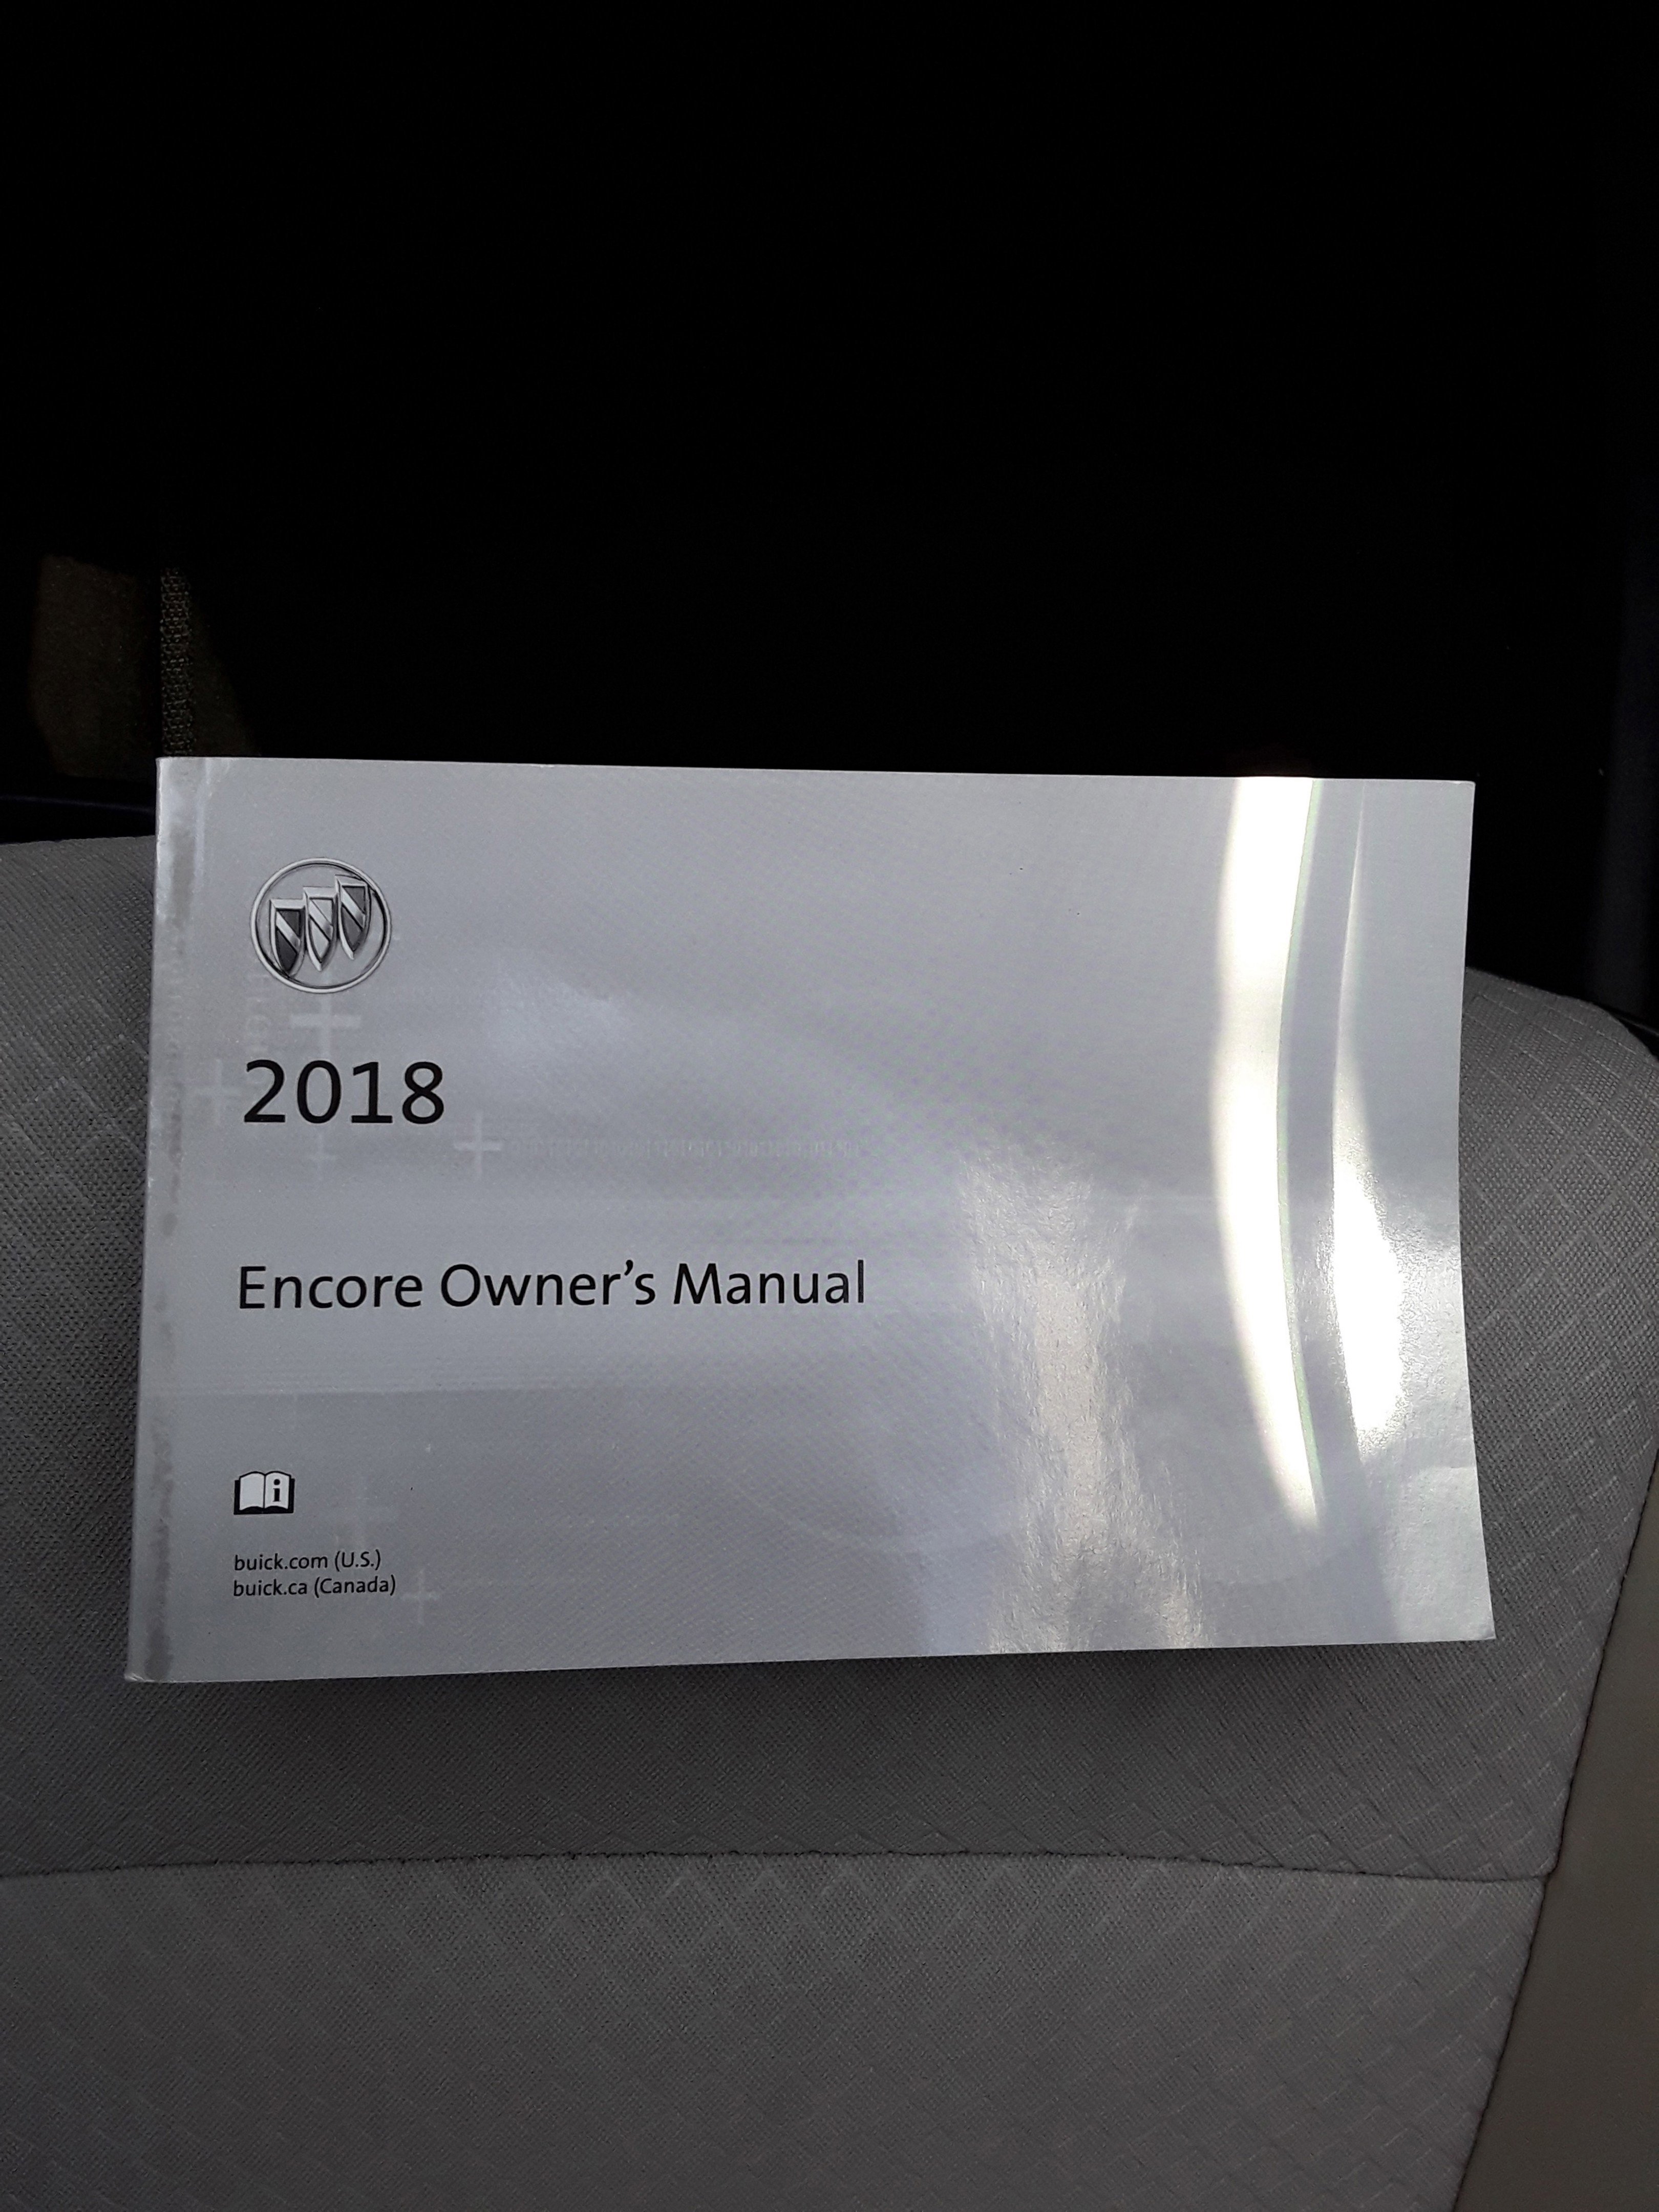 2018
Encore Owner's Manual
i
buick.com (U.S.)
buick.ca (Canada)